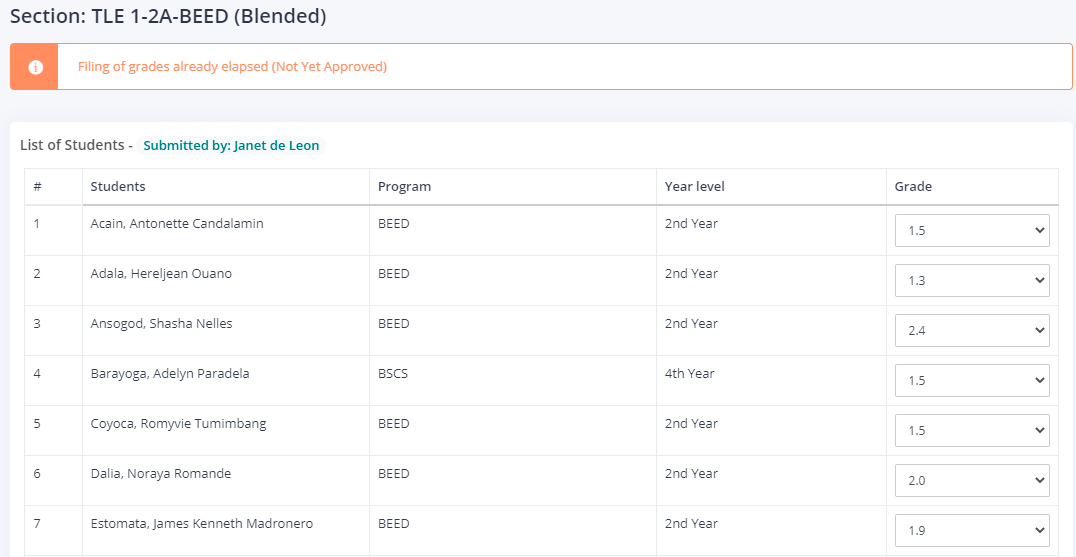 Section: TLE 1-2A-BEED (Blended)
Filing of grades already elapsed (Not Yet Approved)
List of Students - Submitted by: Janet de Leon
# Students Program Year level Grade
1 Acain, Antonette Candalamin BEED 2nd Year 1.5
2 Adala, Hereljean Ouano BEED 2nd Year 1.3
3 Ansogod, Shasha Nelles BEED 2nd Year 2.4
4 Barayoga, Adelyn Paradela BSCS 4th Year 1.5
5 Coyoca, Romyvie Tumimbang BEED 2nd Year 1.5
6 Dalia, Noraya Romande BEED 2nd Year 2.0
7 Estomata, James Kenneth Madronero BEED 2nd Year 1.9